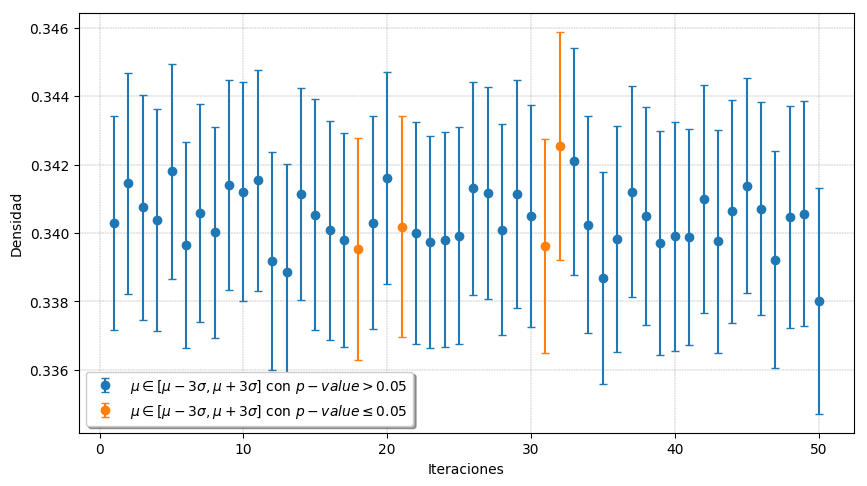 0.346
0.344
0.342
0.340
0.338
0.336
Densidad
μ ∈ [μ − 3σ, μ + 3σ] con p − value > 0.05
μ ∈ [μ − 3σ, μ + 3σ] con p − value ≤ 0.05
0 10 20 30 40 50
Iteraciones